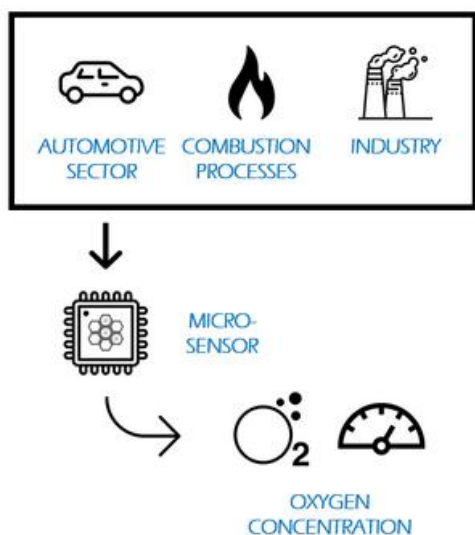 AUTOMOTIVE SECTOR
COMBUSTION PROCESSES
INDUSTRY
MICRO-
SENSOR
O2
OXYGEN
CONCENTRATION